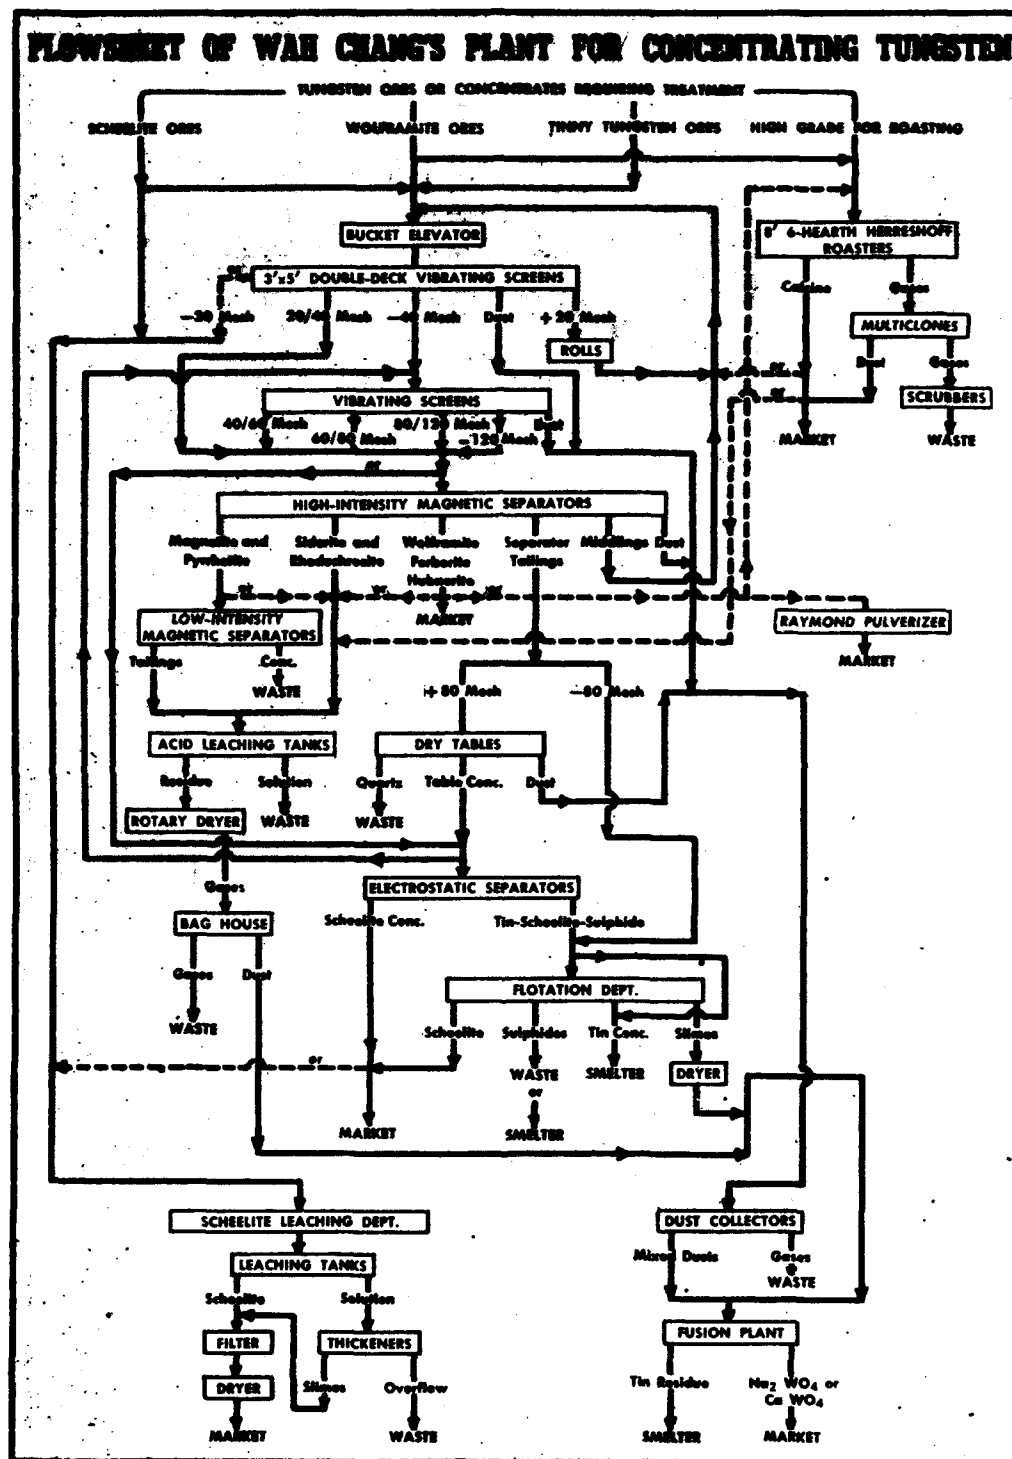 FLOWSHEET OF WAH CHANG'S PLANT FOR CONCENTRATING TUNGSTEN
TUNGSTEN ORES OR CONCENTRATES REQUIRING TREATMENT
SCHEELITE ORES WOLFRAMITE ORES TINNY TUNGSTEN ORES HIGH GRADE FOR ROASTING
BUCKET ELEVATOR
8' 6-HEARTH HERRESHOFF
ROASTERS
or
3'x5' DOUBLE-DECK VIBRATING SCREENS
Calcine Gases
—20 Mesh 20/40 Mesh —40 Mesh Dust +20 Mesh
MULTICLONES
ROLLS
Dust Gases
or
or
VIBRATING SCREENS
SCRUBBERS
40/60 Mesh 80/120 Mesh Dust
60/80 Mesh —120 Mesh
MARKET WASTE
or
HIGH-INTENSITY MAGNETIC SEPARATORS
Magnetite and Siderite and Wolframite Separator Middlings Dust
Pyrrhotite Rhodochrosite Ferberite Tailings
Hubnerite
or or or
MARKET
LOW-INTENSITY
MAGNETIC SEPARATORS
RAYMOND PULVERIZER
Tailings Conc.
MARKET
WASTE
+80 Mesh —80 Mesh
ACID LEACHING TANKS DRY TABLES
Residue Solution Quartz Table Conc. Dust
ROTARY DRYER WASTE WASTE
Gases
ELECTROSTATIC SEPARATORS
BAG HOUSE
Scheelite Conc. Tin-Scheelite-Sulphide
Gases Dust
FLOTATION DEPT.
WASTE
Scheelite Sulphides Tin Conc. Slimes
or
WASTE SMELTER DRYER
or
MARKET SMELTER
SCHEELITE LEACHING DEPT. DUST COLLECTORS
LEACHING TANKS
Mixed Dusts Gases
WASTE
Scheelite Solution
FILTER THICKENERS
FUSION PLANT
DRYER Slimes Overflow
Tin Residue Na2 WO4 or
Ca WO4
MARKET WASTE SMELTER MARKET